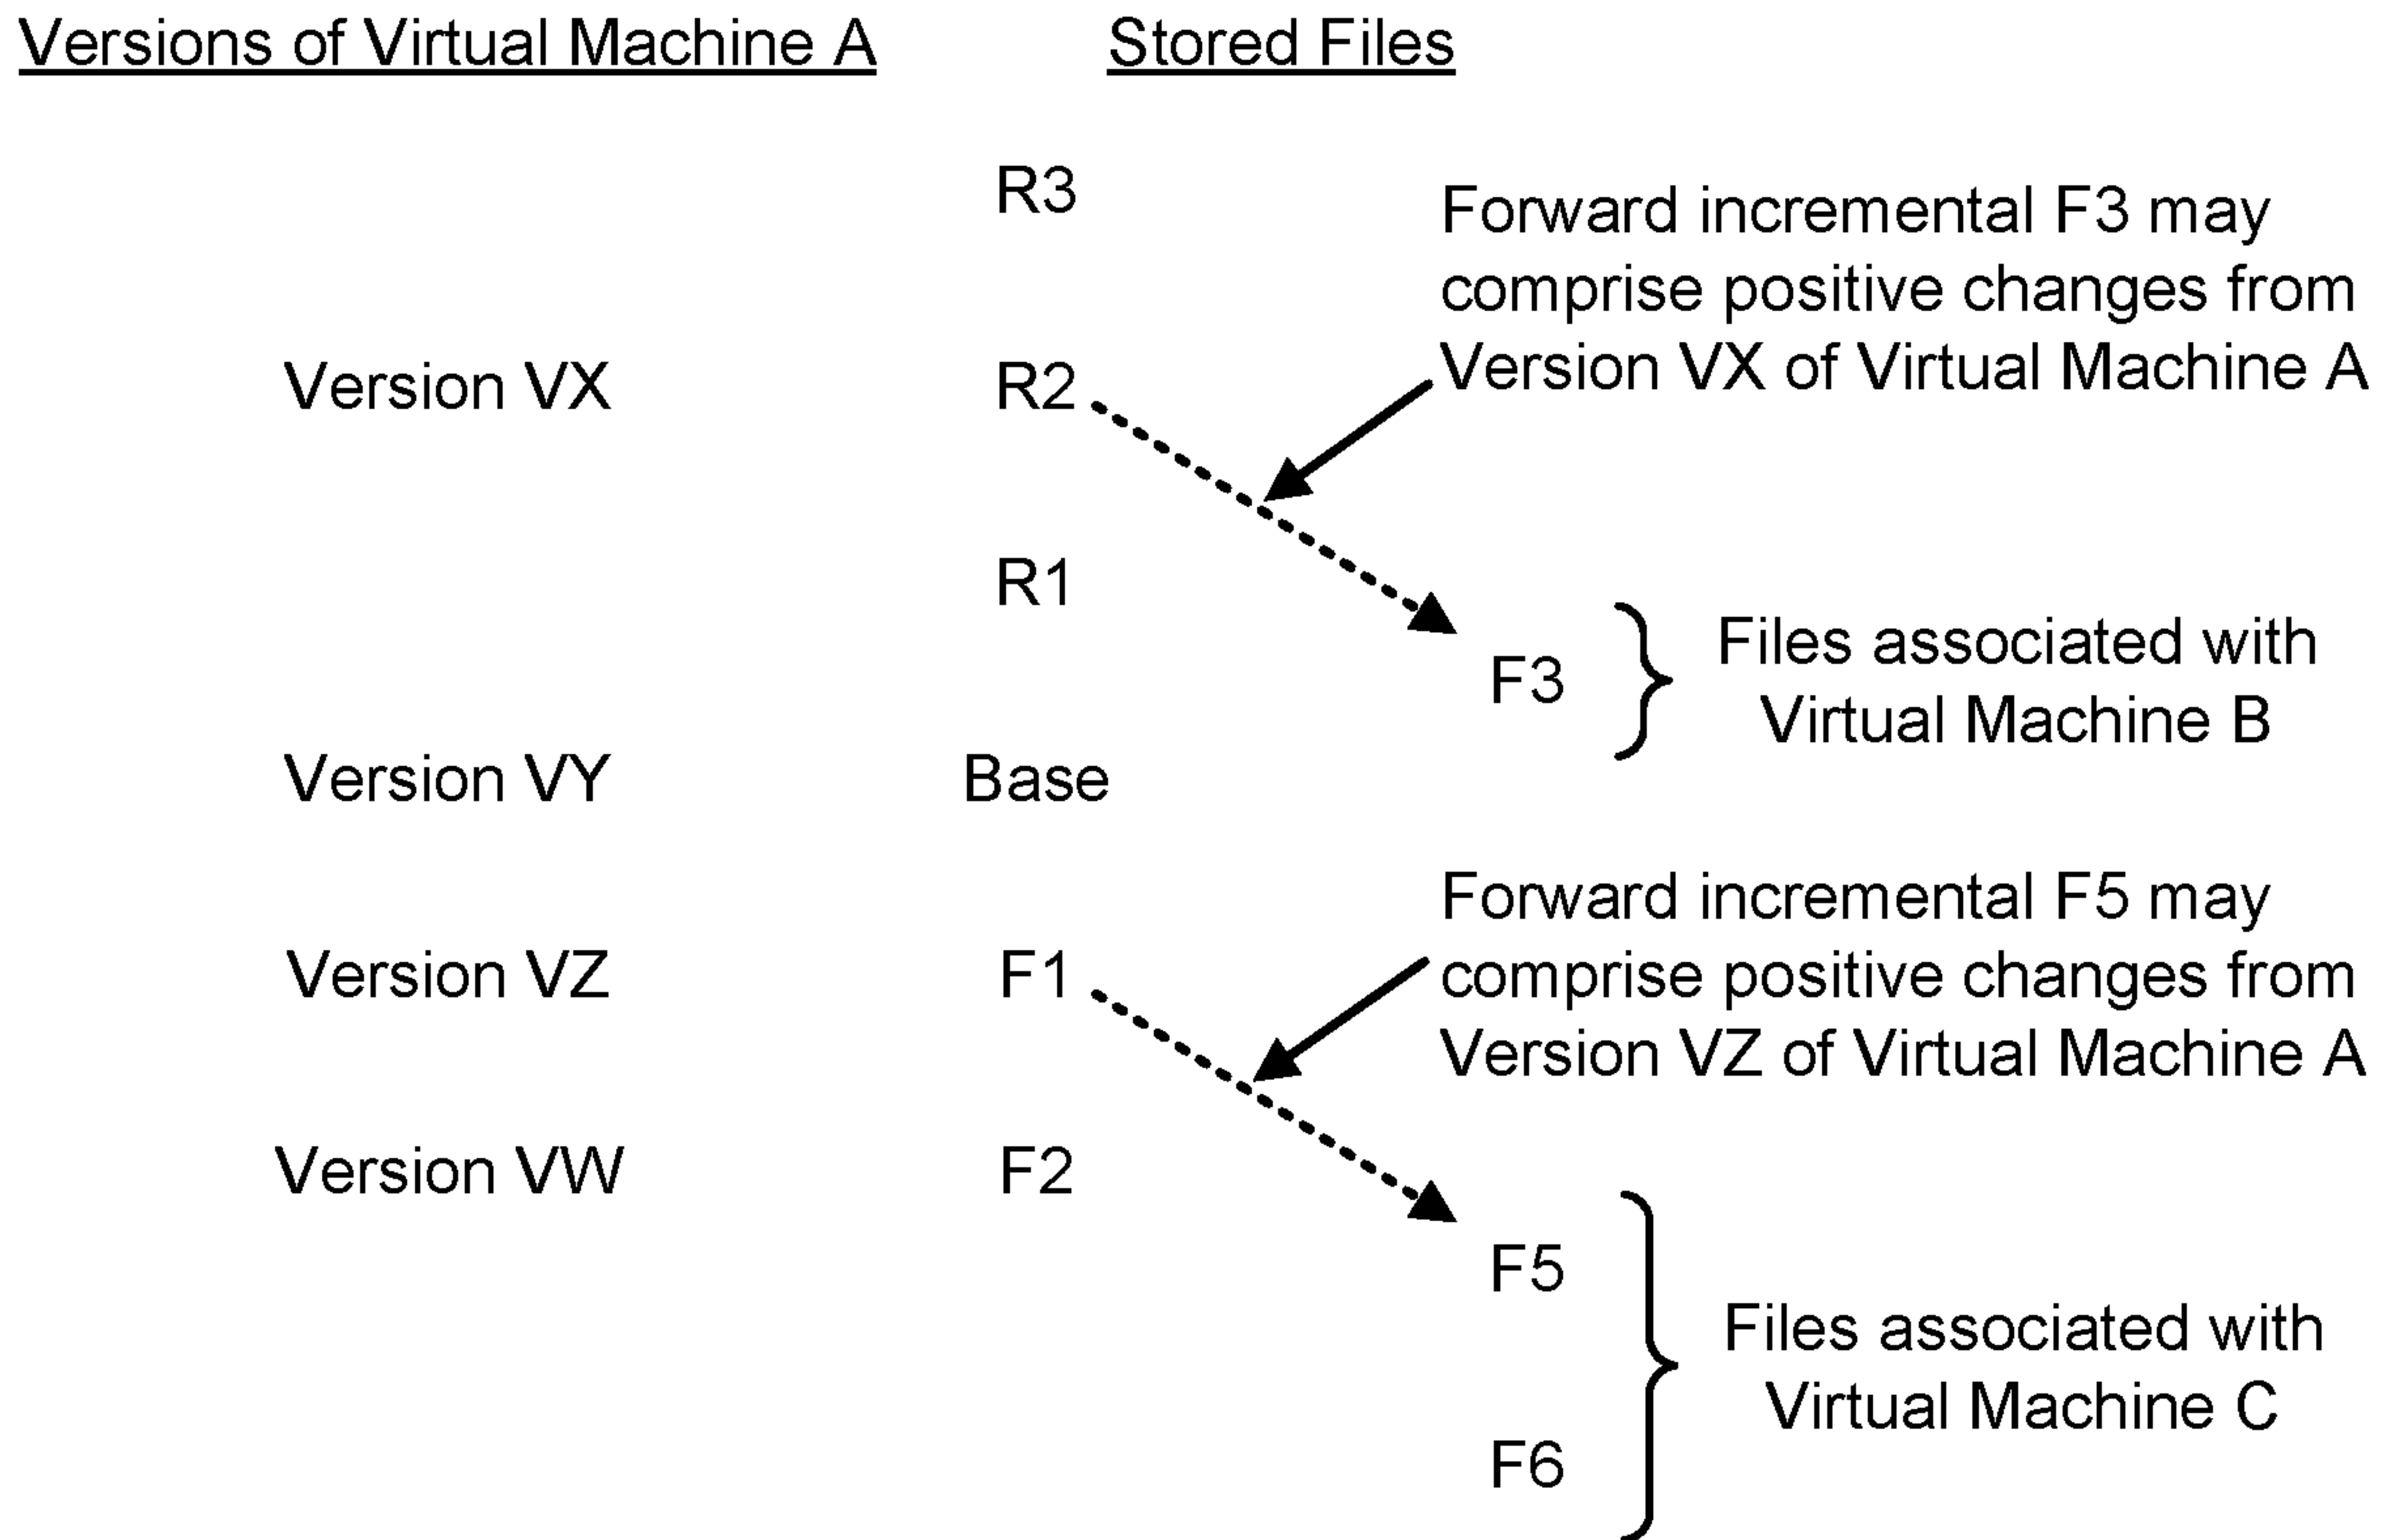 Versions of Virtual Machine A
Stored Files
R3
Forward incremental F3 may
comprise positive changes from
Version VX of Virtual Machine A
Version VX
R2
R1
F3
Files associated with
Virtual Machine B
Version VY
Base
Forward incremental F5 may
comprise positive changes from
Version VZ of Virtual Machine A
Version VZ
F1
Version VW
F2
F5
Files associated with
Virtual Machine C
F6